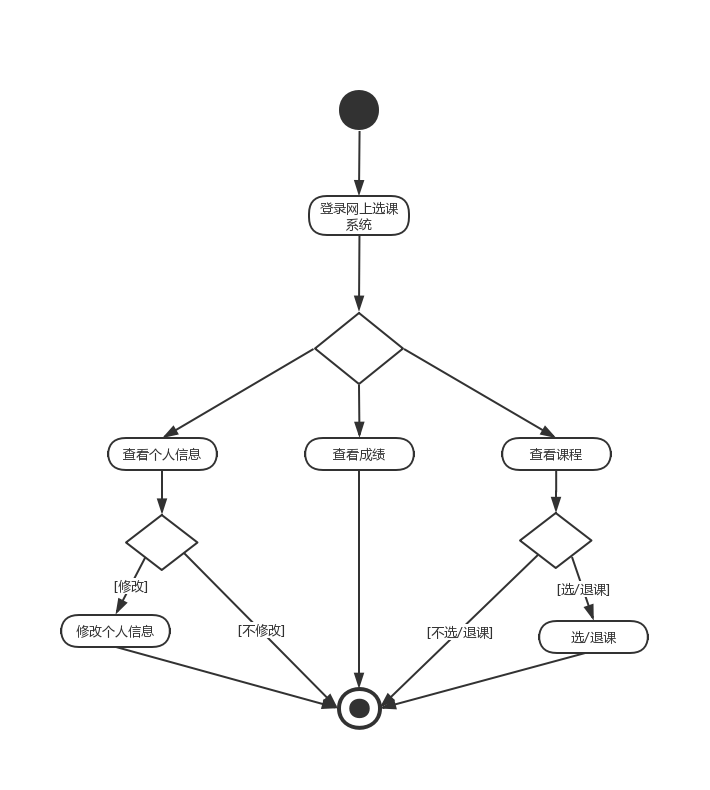 登录网上选课
系统
查看个人信息
查看成绩
查看课程
[修改]
[选/退课]
修改个人信息
[不修改]
[不选/退课]
选/退课